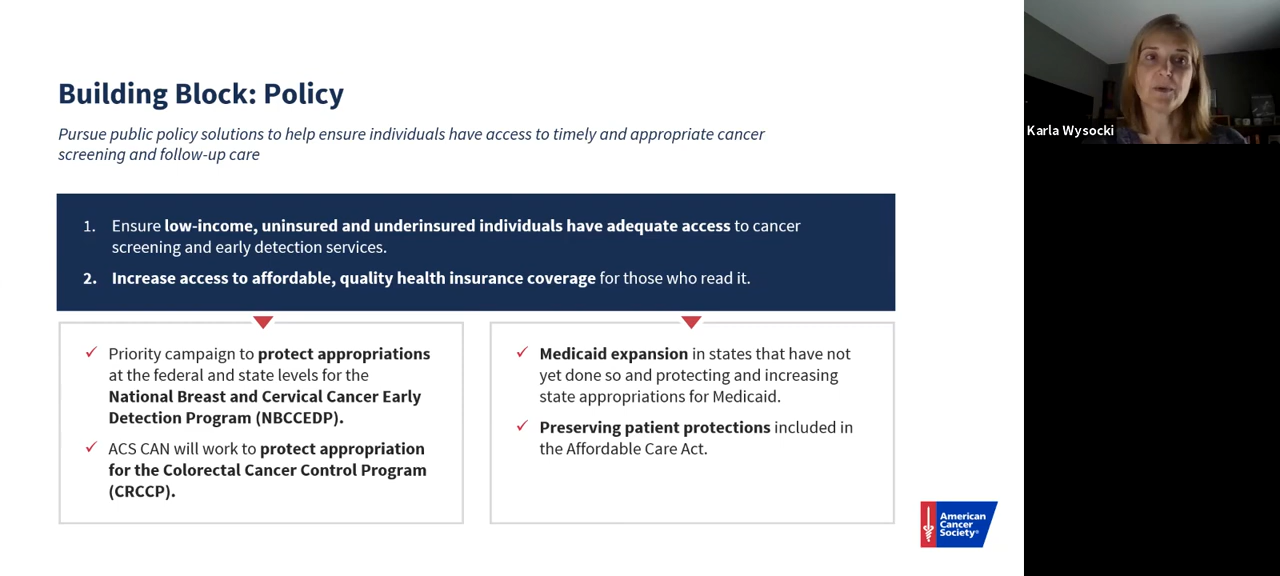 Building Block: Policy
Pursue public policy solutions to help ensure individuals have access to timely and appropriate cancer
screening and follow-up care
1. Ensure low-income, uninsured and underinsured individuals have adequate access to cancer
screening and early detection services.
2. Increase access to affordable, quality health insurance coverage for those who read it.
✓ Priority campaign to protect appropriations
at the federal and state levels for the
National Breast and Cervical Cancer Early
Detection Program (NBCCEDP).
✓ ACS CAN will work to protect appropriation
for the Colorectal Cancer Control Program
(CRCCP).
✓ Medicaid expansion in states that have not
yet done so and protecting and increasing
state appropriations for Medicaid.
✓ Preserving patient protections included in
the Affordable Care Act.
American
Cancer
Society®
Karla Wysocki